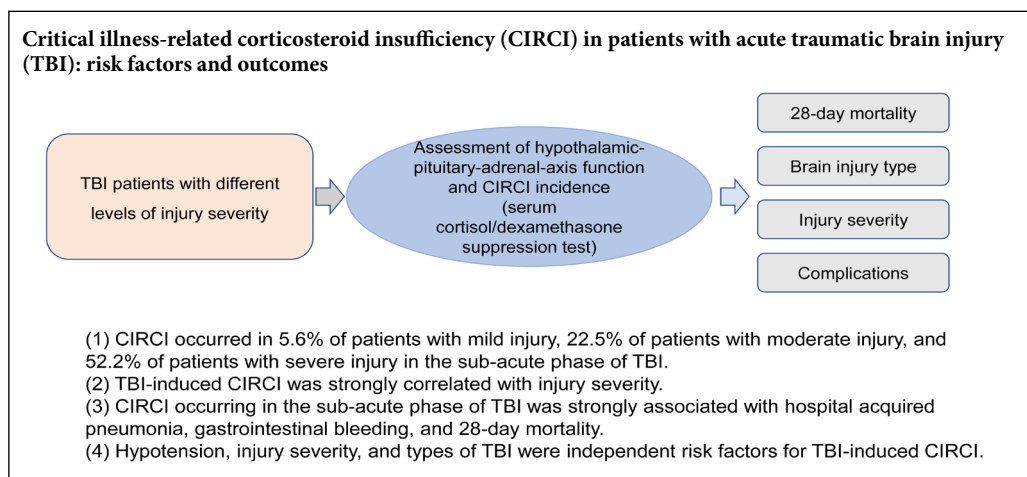 Critical illness-related corticosteroid insufficiency (CIRCI) in patients with acute traumatic brain injury
(TBI): risk factors and outcomes
TBI patients with different
levels of injury severity
Assessment of hypothalamic-
pituitary-adrenal-axis function
and CIRCI incidence
(serum
cortisol/dexamethasone
suppression test)
28-day mortality
Brain injury type
Injury severity
Complications
(1) CIRCI occurred in 5.6% of patients with mild injury, 22.5% of patients with moderate injury, and
52.2% of patients with severe injury in the sub-acute phase of TBI.
(2) TBI-induced CIRCI was strongly correlated with injury severity.
(3) CIRCI occurring in the sub-acute phase of TBI was strongly associated with hospital acquired
pneumonia, gastrointestinal bleeding, and 28-day mortality.
(4) Hypotension, injury severity, and types of TBI were independent risk factors for TBI-induced CIRCI.